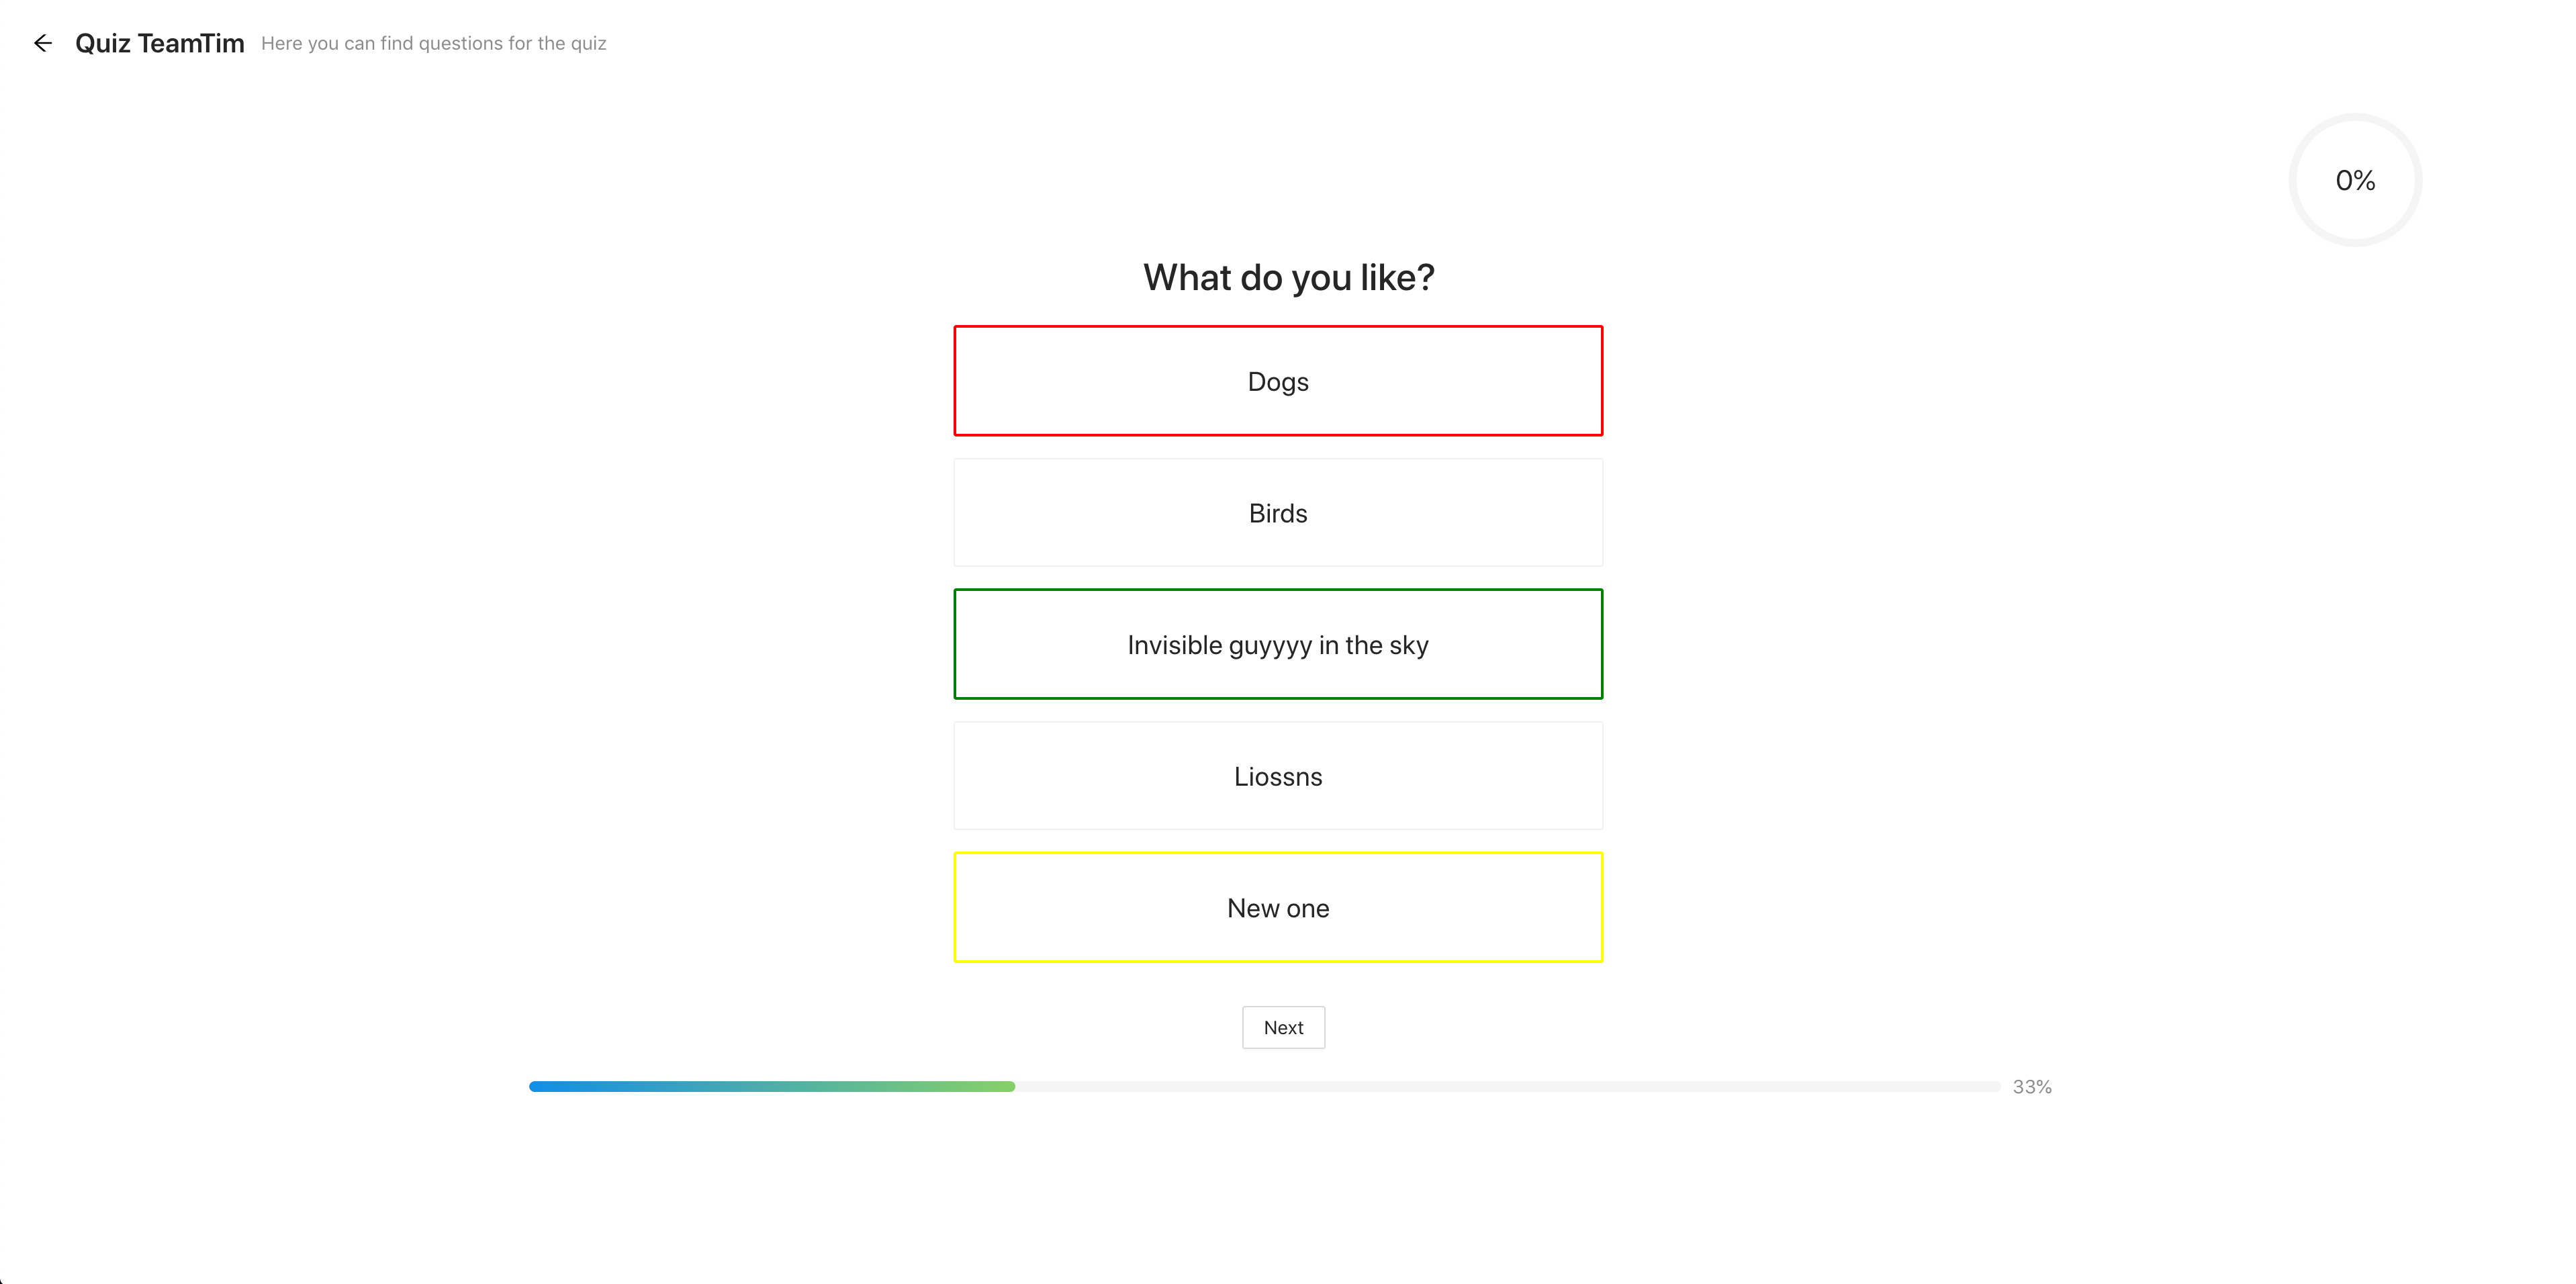 Quiz TeamTim Here you can find questions for the quiz
0%
What do you like?
Dogs
Birds
Invisible guyyyy in the sky
Liossns
New one
Next
33%